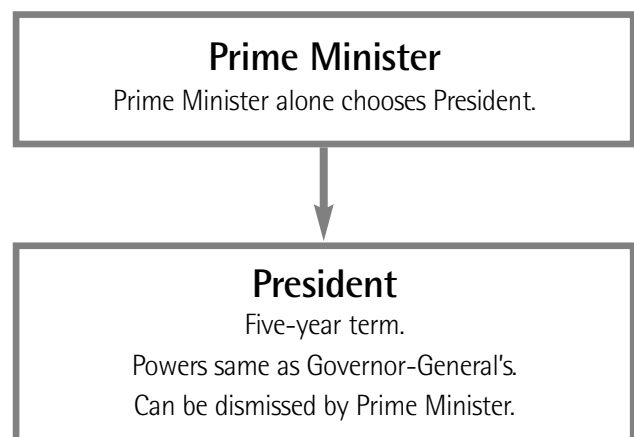 Prime Minister
Prime Minister alone chooses President.
President
Five-year term.
Powers same as Governor-General's.
Can be dismissed by Prime Minister.